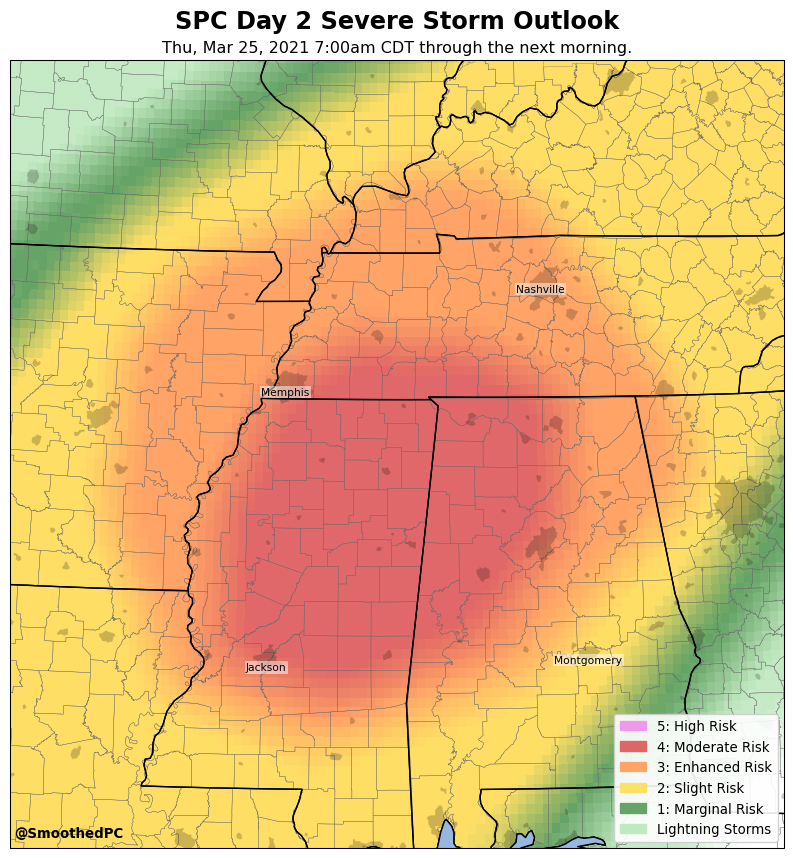 SPC Day 2 Severe Storm Outlook
Thu, Mar 25, 2021 7:00am CDT through the next morning.
Nashville
Memphis
Jackson
Montgomery
5: High Risk
4: Moderate Risk
3: Enhanced Risk
2: Slight Risk
1: Marginal Risk
Lightning Storms
@SmoothedPC